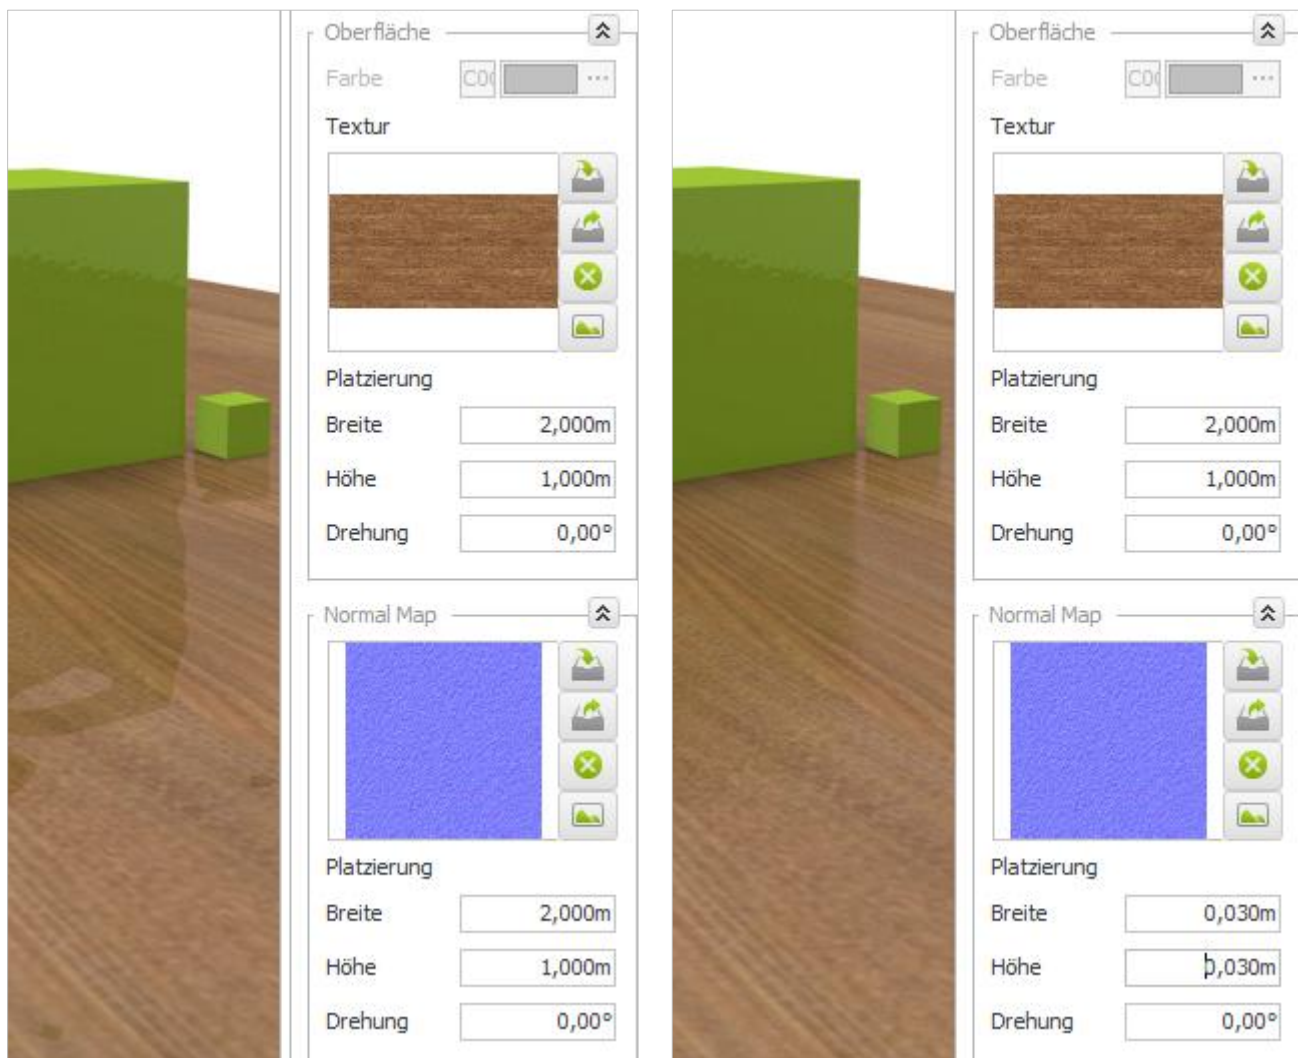 Oberfläche
Farbe C0(
...
Textur
Platzierung
Breite 2,000m
Höhe 1,000m
Drehung 0,00°
Normal Map
Platzierung
Breite 2,000m
Höhe 1,000m
Drehung 0,00°
Oberfläche
Farbe C0(
...
Textur
Platzierung
Breite 2,000m
Höhe 1,000m
Drehung 0,00°
Normal Map
Platzierung
Breite 0,030m
Höhe 0,030m
Drehung 0,00°